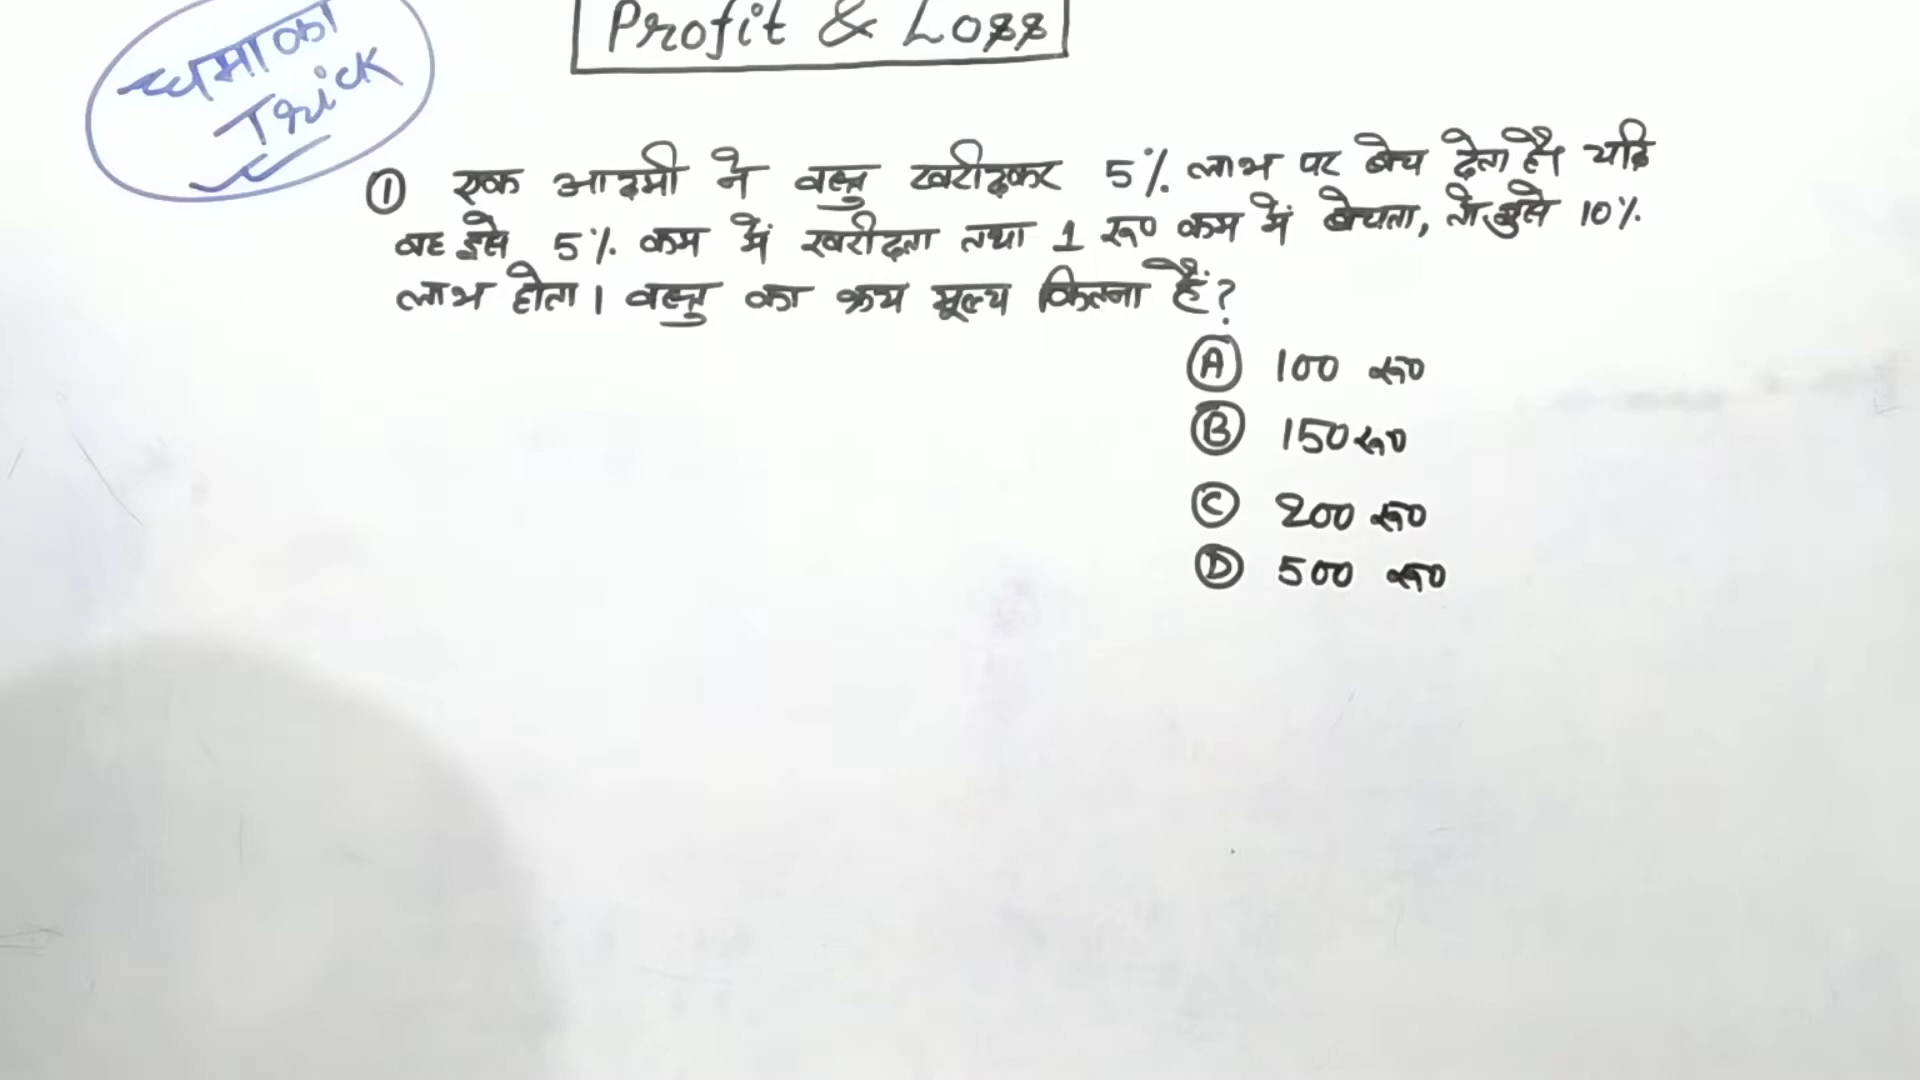 Profit & Loss
चमाका
Trick
① एक आदमी ने वस्तु खरीदकर 5% लाभ पर बेच देता है। यदि
वह इसे 5% कम में खरीदता तथा 1 रू० कम में बेचता, तो उसे 10%
लाभ होता। वस्तु का क्रय मूल्य कितना है?
Ⓐ 100 रू०
Ⓑ 150 रू०
Ⓒ 200 रू०
Ⓓ 500 रू०